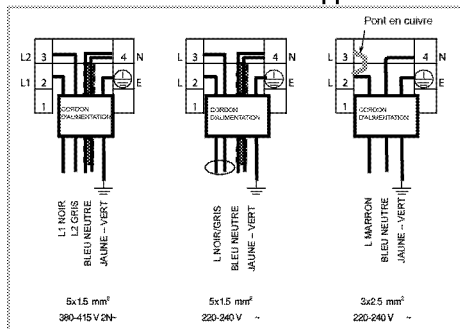 Pont en cuivre
L2 3 4 N
L1 2 E
1
CORDON
D'ALIMENTATION
L1 NOIR
L2 GRIS
BLEU NEUTRE
JAUNE – VERT
5x1.5 mm²
380-415 V 2N~
L 3 4 N
L 2 E
1
CORDON
D'ALIMENTATION
L NOIR/GRIS
BLEU NEUTRE
JAUNE – VERT
5x1.5 mm²
220-240 V ~
L 3 4 N
L 2 E
1
CORDON
D'ALIMENTATION
L MARRON
BLEU NEUTRE
JAUNE – VERT
3x2.5 mm²
220-240 V ~